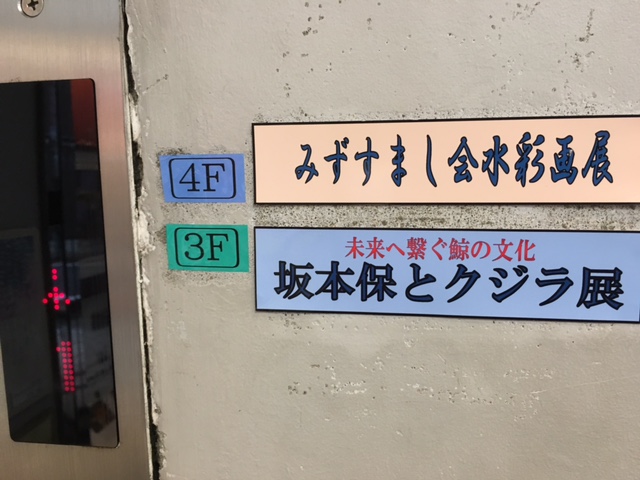 4F
みずすまし会水彩画展
3F
未来へ繋ぐ鯨の文化
坂本保とクジラ展